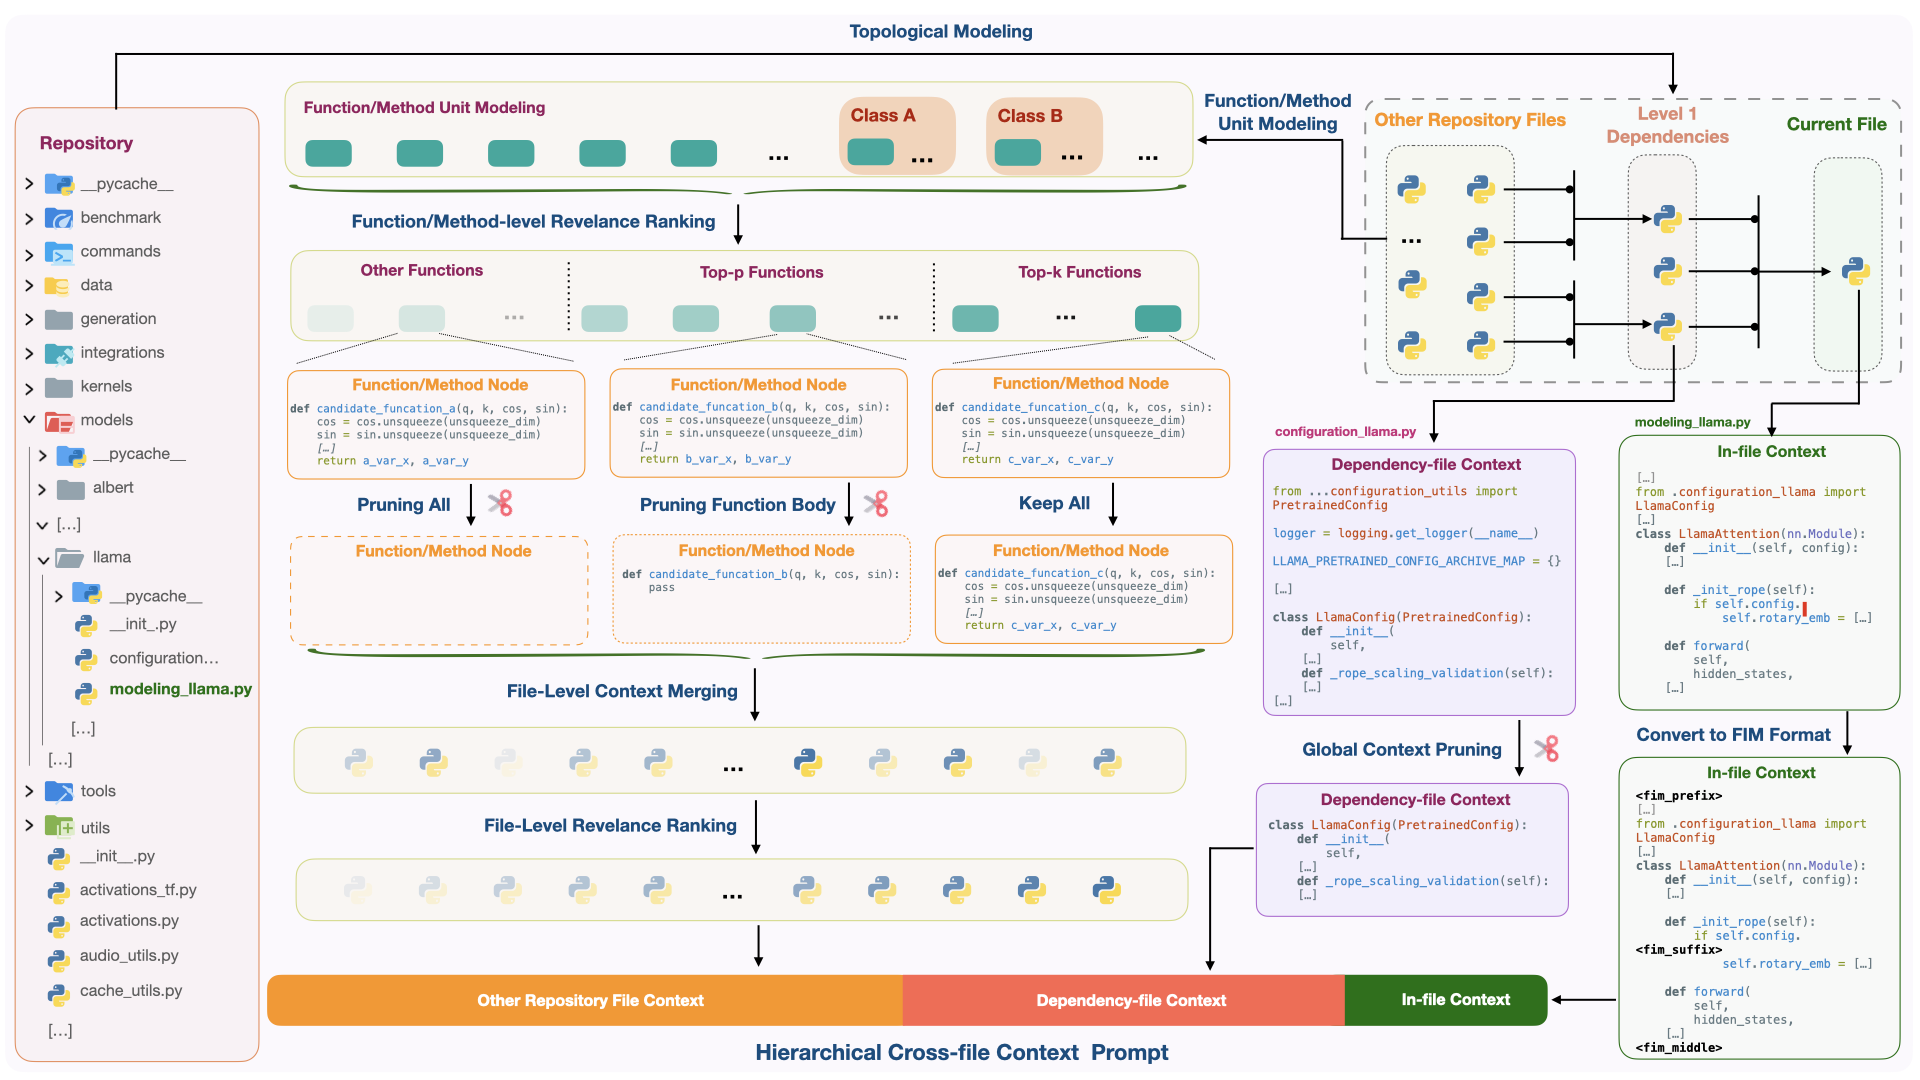 Topological Modeling
Repository
__pycache__
benchmark
commands
data
generation
integrations
kernels
models
__pycache__
albert
[...]
llama
__pycache__
__init_.py
configuration...
modeling_llama.py
[...]
[...]
tools
utils
__init__.py
activations_tf.py
activations.py
audio_utils.py
cache_utils.py
[...]
Function/Method Unit Modeling
...
Class A
...
Class B
...
...
Function/Method
Unit Modeling
Other Repository Files
Level 1
Dependencies
Current File
...
Function/Method-level Revelance Ranking
Other Functions
...
Top-p Functions
...
Top-k Functions
...
Function/Method Node
def candidate_funcation_a(q, k, cos, sin):
cos = cos.unsqueeze(unsqueeze_dim)
sin = sin.unsqueeze(unsqueeze_dim)
[...]
return a_var_x, a_var_y
Function/Method Node
def candidate_funcation_b(q, k, cos, sin):
cos = cos.unsqueeze(unsqueeze_dim)
sin = sin.unsqueeze(unsqueeze_dim)
[...]
return b_var_x, b_var_y
Function/Method Node
def candidate_funcation_c(q, k, cos, sin):
cos = cos.unsqueeze(unsqueeze_dim)
sin = sin.unsqueeze(unsqueeze_dim)
[...]
return c_var_x, c_var_y
Pruning All
Pruning Function Body
Keep All
Function/Method Node
Function/Method Node
def candidate_funcation_b(q, k, cos, sin):
pass
Function/Method Node
def candidate_funcation_c(q, k, cos, sin):
cos = cos.unsqueeze(unsqueeze_dim)
sin = sin.unsqueeze(unsqueeze_dim)
[...]
return c_var_x, c_var_y
File-Level Context Merging
...
File-Level Revelance Ranking
...
configuration_llama.py
Dependency-file Context
from ...configuration_utils import
PretrainedConfig
logger = logging.get_logger(__name__)
LLAMA_PRETRAINED_CONFIG_ARCHIVE_MAP = {}
[...]
class LlamaConfig(PretrainedConfig):
def __init__(
self,
[...]
def _rope_scaling_validation(self):
[...]
[...]
Global Context Pruning
Dependency-file Context
class LlamaConfig(PretrainedConfig):
def __init__(
self,
[...]
def _rope_scaling_validation(self):
[...]
modeling_llama.py
In-file Context
[...]
from .configuration_llama import
LlamaConfig
[...]
class LlamaAttention(nn.Module):
def __init__(self, config):
[...]
def _init_rope(self):
if self.config.
self.rotary_emb = [...]
def forward(
self,
hidden_states,
[...]
Convert to FIM Format
In-file Context
<fim_prefix>
[...]
from .configuration_llama import
LlamaConfig
[...]
class LlamaAttention(nn.Module):
def __init__(self, config):
[...]
def _init_rope(self):
if self.config.
<fim_suffix>
self.rotary_emb = [...]
def forward(
self,
hidden_states,
[...]
<fim_middle>
Other Repository File Context
Dependency-file Context
In-file Context
Hierarchical Cross-file Context Prompt